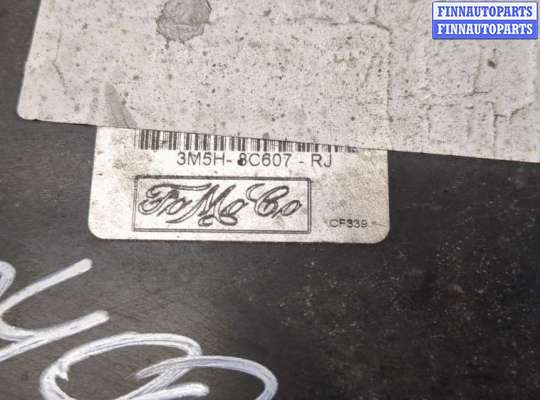 FINNAUTOPARTS
FINNAUTOPARTS
3M5H-8C607-RJ
FoMoCo
CF339